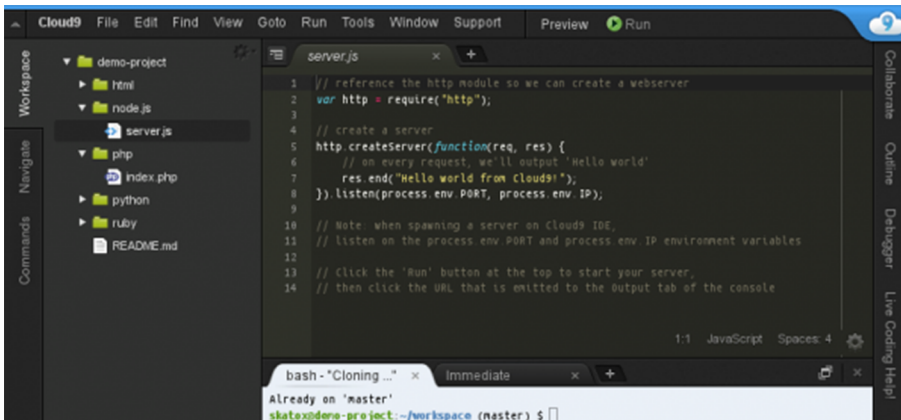 Cloud9 File Edit Find View Goto Run Tools Window Support Preview Run
9
Workspace
Navigate
Commands
demo-project
html
node.js
server.js
php
index.php
python
ruby
README.md
server.js × +
1 // reference the http module so we can create a webserver
2 var http = require("http");
3
4 // create a server
5 http.createServer(function(req, res) {
6 // on every request, we'll output 'Hello world'
7 res.end("Hello world from Cloud9!");
8 }).listen(process.env.PORT, process.env.IP);
9
10 // Note: when spawning a server on Cloud9 IDE,
11 // listen on the process.env.PORT and process.env.IP environment variables
12
13 // Click the 'Run' button at the top to start your server,
14 // then click the URL that is emitted to the Output tab of the console
1:1 JavaScript Spaces: 4
bash - "Cloning ..." × Immediate × +
Already on 'master'
skatox@demo-project:~/workspace (master) $
Collaborate
Outline
Debugger
Live Coding Help!